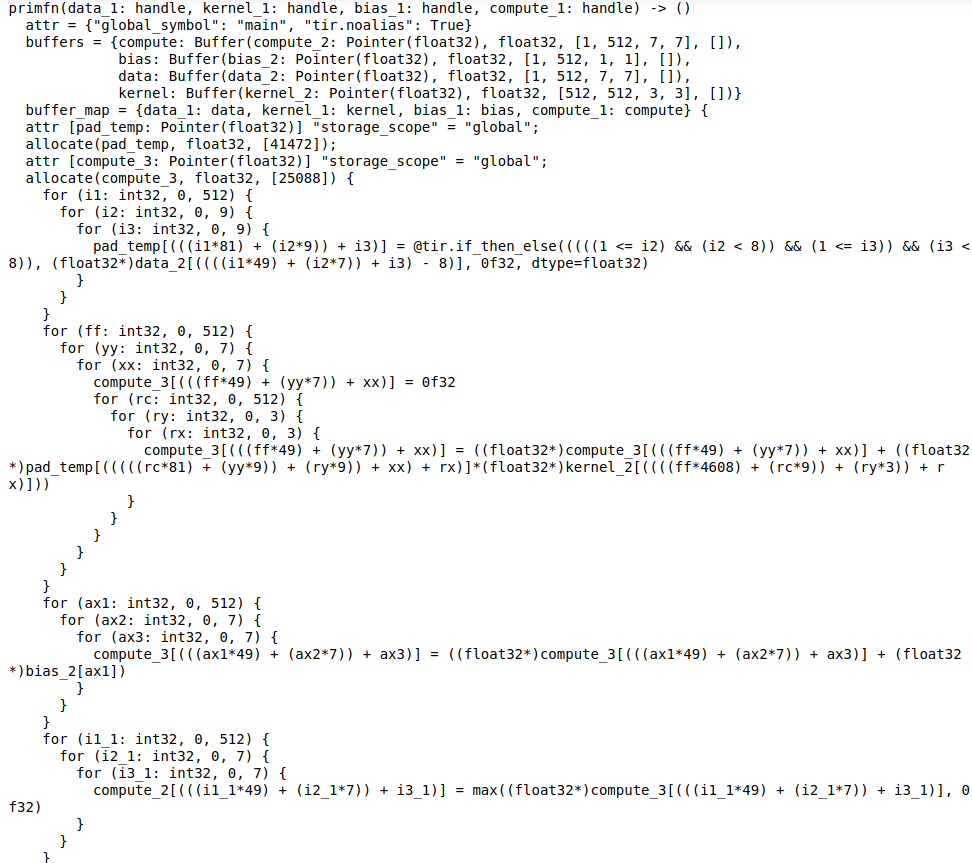 primfn(data_1: handle, kernel_1: handle, bias_1: handle, compute_1: handle) -> ()
  attr = {"global_symbol": "main", "tir.noalias": True}
  buffers = {compute: Buffer(compute_2: Pointer(float32), float32, [1, 512, 7, 7], []),
             bias: Buffer(bias_2: Pointer(float32), float32, [1, 512, 1, 1], []),
             data: Buffer(data_2: Pointer(float32), float32, [1, 512, 7, 7], []),
             kernel: Buffer(kernel_2: Pointer(float32), float32, [512, 512, 3, 3], [])}
  buffer_map = {data_1: data, kernel_1: kernel, bias_1: bias, compute_1: compute} {
  attr [pad_temp: Pointer(float32)] "storage_scope" = "global";
  allocate(pad_temp, float32, [41472]);
  attr [compute_3: Pointer(float32)] "storage_scope" = "global";
  allocate(compute_3, float32, [25088]) {
    for (i1: int32, 0, 512) {
      for (i2: int32, 0, 9) {
        for (i3: int32, 0, 9) {
          pad_temp[(((i1*81) + (i2*9)) + i3)] = @tir.if_then_else(((((1 <= i2) && (i2 < 8)) && (1 <= i3)) && (i3 <
8)), (float32*)data_2[((((i1*49) + (i2*7)) + i3) - 8)], 0f32, dtype=float32)
        }
      }
    }
    for (ff: int32, 0, 512) {
      for (yy: int32, 0, 7) {
        for (xx: int32, 0, 7) {
          compute_3[(((ff*49) + (yy*7)) + xx)] = 0f32
          for (rc: int32, 0, 512) {
            for (ry: int32, 0, 3) {
              for (rx: int32, 0, 3) {
                compute_3[(((ff*49) + (yy*7)) + xx)] = ((float32*)compute_3[(((ff*49) + (yy*7)) + xx)] + ((float32
*)pad_temp[(((((rc*81) + (yy*9)) + (ry*9)) + xx) + rx)]*(float32*)kernel_2[((((ff*4608) + (rc*9)) + (ry*3)) + r
x)]))
              }
            }
          }
        }
      }
    }
    for (ax1: int32, 0, 512) {
      for (ax2: int32, 0, 7) {
        for (ax3: int32, 0, 7) {
          compute_3[(((ax1*49) + (ax2*7)) + ax3)] = ((float32*)compute_3[(((ax1*49) + (ax2*7)) + ax3)] + (float32
*)bias_2[ax1])
        }
      }
    }
    for (i1_1: int32, 0, 512) {
      for (i2_1: int32, 0, 7) {
        for (i3_1: int32, 0, 7) {
          compute_2[(((i1_1*49) + (i2_1*7)) + i3_1)] = max((float32*)compute_3[(((i1_1*49) + (i2_1*7)) + i3_1)], 0
f32)
        }
      }
    }